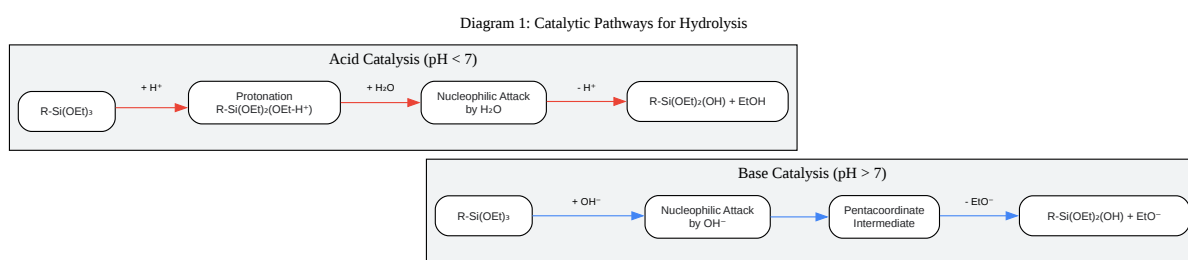 Diagram 1: Catalytic Pathways for Hydrolysis
Acid Catalysis (pH < 7)
R-Si(OEt)₃
+ H⁺
Protonation
R-Si(OEt)₂(OEt-H⁺)
+ H₂O
Nucleophilic Attack
by H₂O
- H⁺
R-Si(OEt)₂(OH) + EtOH
Base Catalysis (pH > 7)
R-Si(OEt)₃
+ OH⁻
Nucleophilic Attack
by OH⁻
Pentacoordinate
Intermediate
- EtO⁻
R-Si(OEt)₂(OH) + EtO⁻